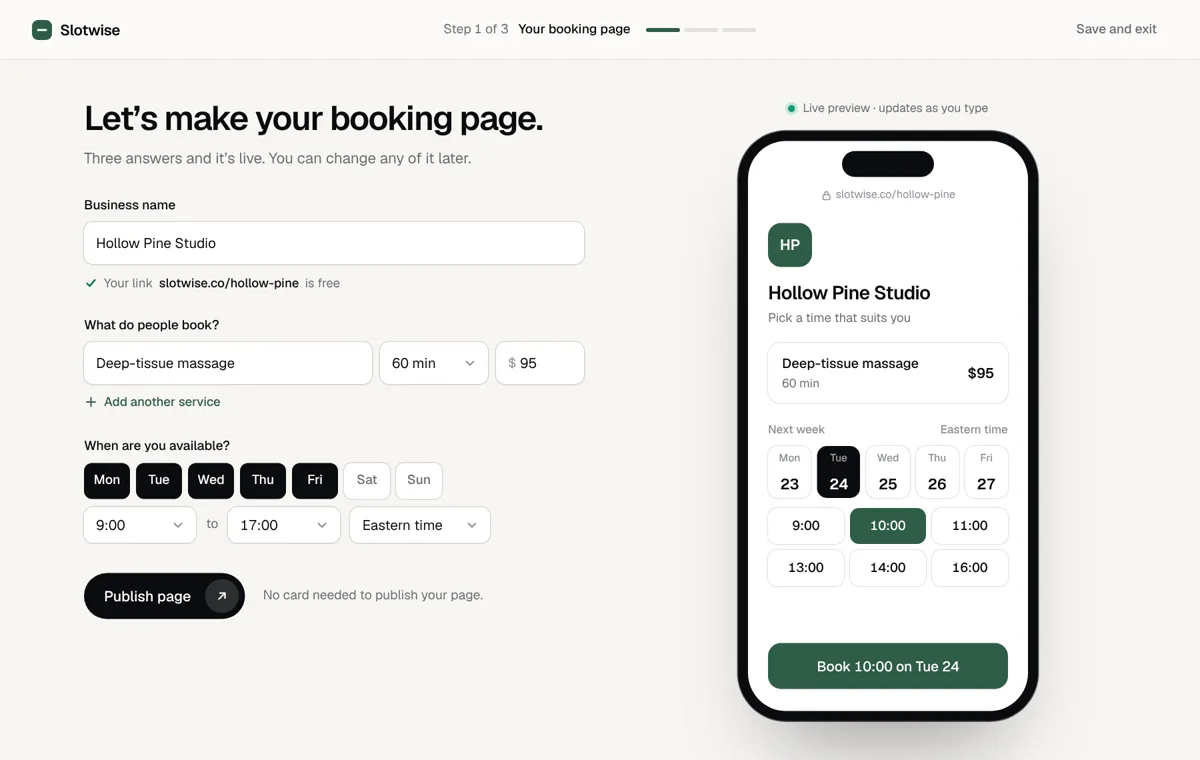 Slotwise
Step 1 of 3 Your booking page
Save and exit
Let’s make your booking page.
Three answers and it’s live. You can change any of it later.
Business name
Hollow Pine Studio
Your link slotwise.co/hollow-pine is free
What do people book?
Deep-tissue massage
60 min
$ 95
Add another service
When are you available?
Mon Tue Wed Thu Fri Sat Sun
9:00 to 17:00 Eastern time
Publish page
No card needed to publish your page.
Live preview · updates as you type
slotwise.co/hollow-pine
HP
Hollow Pine Studio
Pick a time that suits you
Deep-tissue massage
60 min
$95
Next week Eastern time
Mon Tue Wed Thu Fri
23 24 25 26 27
9:00 10:00 11:00
13:00 14:00 16:00
Book 10:00 on Tue 24